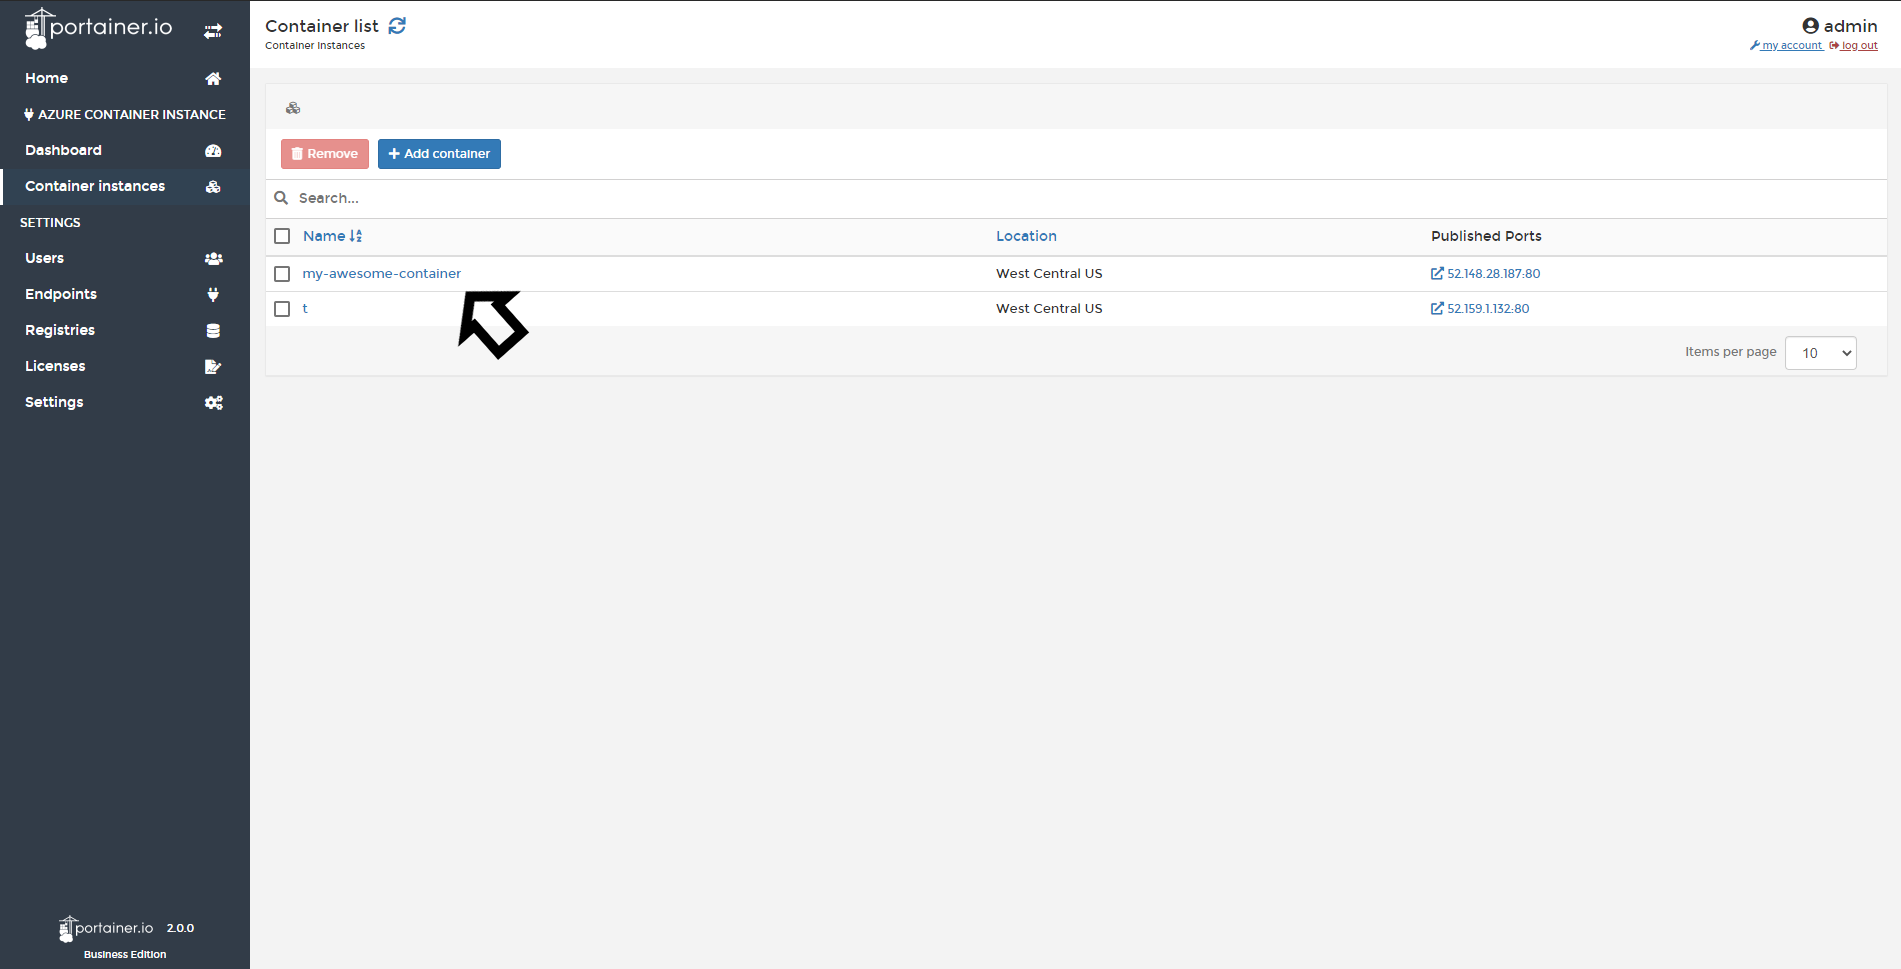 portainer.io
Home
AZURE CONTAINER INSTANCE
Dashboard
Container instances
SETTINGS
Users
Endpoints
Registries
Licenses
Settings
portainer.io 2.0.0
Business Edition
Container list
Container instances
admin
my account log out
Remove Add container
Search...
Name Location Published Ports
my-awesome-container West Central US 52.148.28.187:80
t West Central US 52.159.1.132:80
Items per page 10